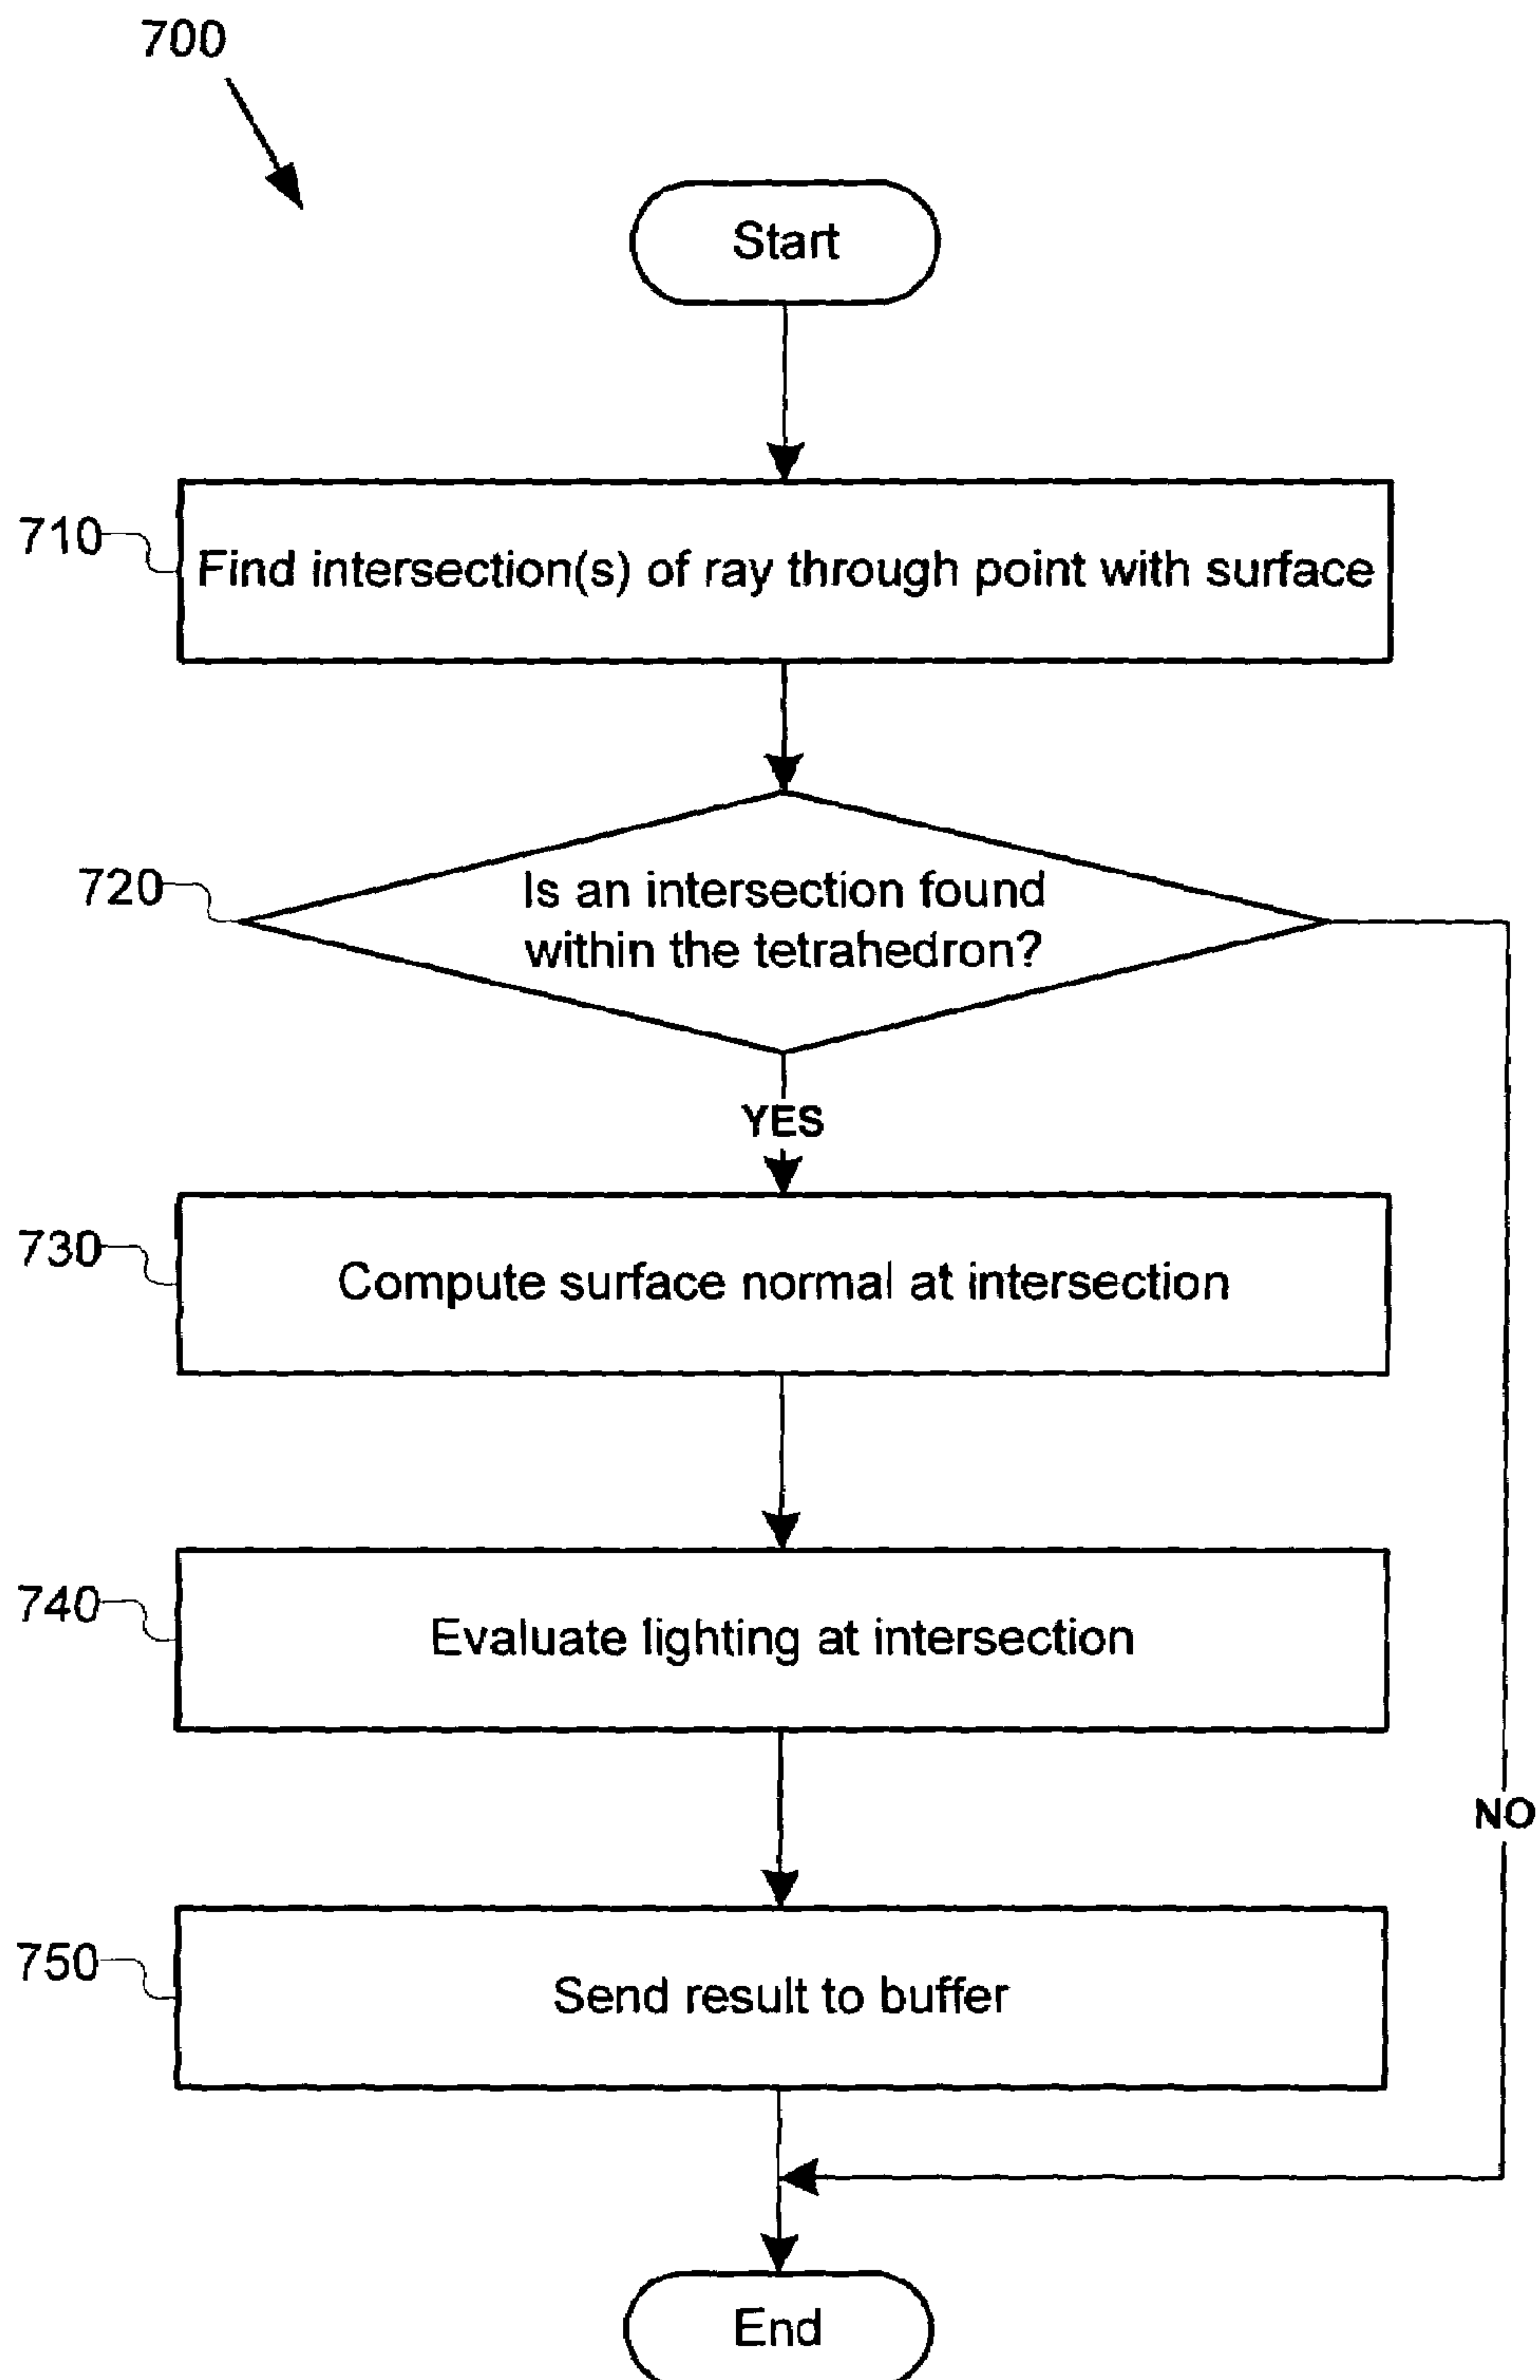 700
Start
710
Find intersection(s) of ray through point with surface
720
Is an intersection found
within the tetrahedron?
YES
730
Compute surface normal at intersection
740
Evaluate lighting at intersection
NO
750
Send result to buffer
End